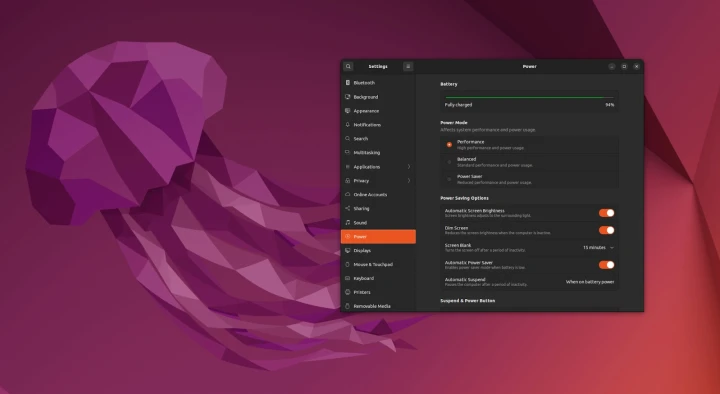 Settings
Power
Bluetooth
Background
Appearance
Notifications
Search
Multitasking
Applications
Privacy
Online Accounts
Sharing
Sound
Power
Displays
Mouse & Touchpad
Keyboard
Printers
Removable Media
Battery
Fully charged 94%
Power Mode
Affects system performance and power usage.
Performance
High performance and power usage.
Balanced
Standard performance and power usage.
Power Saver
Reduced performance and power usage.
Power Saving Options
Automatic Screen Brightness
Screen brightness adjusts to the surrounding light.
Dim Screen
Reduces the screen brightness when the computer is inactive.
Screen Blank
Turns the screen off after a period of inactivity.
15 minutes
Automatic Power Saver
Enables power saver mode when battery is low.
Automatic Suspend
Pauses the computer after a period of inactivity.
When on battery power
Suspend & Power Button